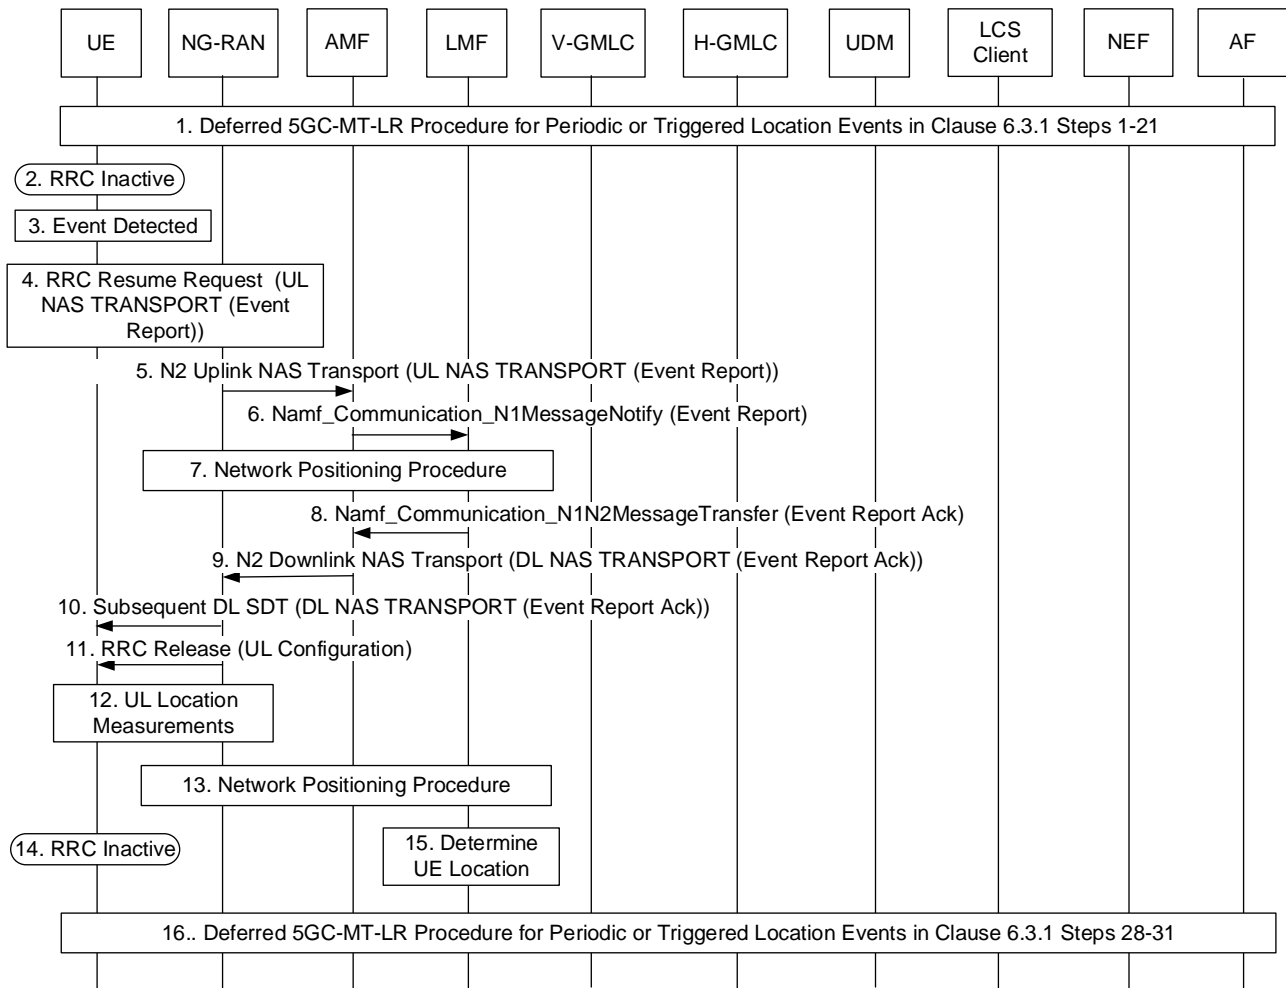 UE
NG-RAN
AMF
LMF
V-GMLC
H-GMLC
UDM
LCS
Client
NEF
AF
1. Deferred 5GC-MT-LR Procedure for Periodic or Triggered Location Events in Clause 6.3.1 Steps 1-21
2. RRC Inactive
3. Event Detected
4. RRC Resume Request (UL
NAS TRANSPORT (Event
Report))
5. N2 Uplink NAS Transport (UL NAS TRANSPORT (Event Report))
6. Namf_Communication_N1MessageNotify (Event Report)
7. Network Positioning Procedure
8. Namf_Communication_N1N2MessageTransfer (Event Report Ack)
9. N2 Downlink NAS Transport (DL NAS TRANSPORT (Event Report Ack))
10. Subsequent DL SDT (DL NAS TRANSPORT (Event Report Ack))
11. RRC Release (UL Configuration)
12. UL Location
Measurements
13. Network Positioning Procedure
14. RRC Inactive
15. Determine
UE Location
16.. Deferred 5GC-MT-LR Procedure for Periodic or Triggered Location Events in Clause 6.3.1 Steps 28-31